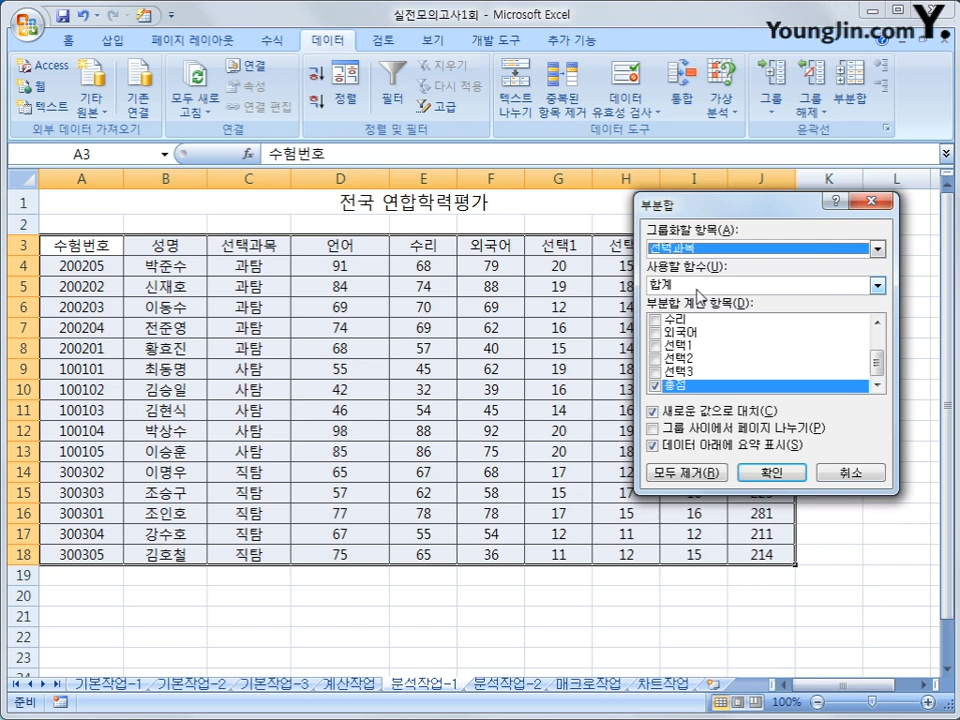 실전모의고사1회 - Microsoft Excel
YoungJin.com Y.
홈 삽입 페이지 레이아웃 수식 데이터 검토 보기 개발 도구 추가 기능
Access 웹 텍스트 기타 원본 기존 연결 모두 새로 고침 연결 속성 연결 편집 정렬 필터 지우기 다시 적용 고급 텍스트 나누기 중복된 항목 제거 데이터 유효성 검사 통합 가상 분석 그룹 그룹 해제 부분합
외부 데이터 가져오기 연결 정렬 및 필터 데이터 도구 윤곽선
A3 fx 수험번호
A B C D E F G H I J K L
1 전국 연합학력평가
2
3 수험번호 성명 선택과목 언어 수리 외국어 선택1
4 200205 박준수 과탐 91 68 79 20 15
5 200202 신재호 과탐 84 74 88 19 18
6 200203 이동수 과탐 69 70 69 12 14
7 200204 전준영 과탐 74 69 62 16 14
8 200201 황효진 과탐 68 57 40 15 14
9 100101 최동명 사탐 55 45 62 19
10 100102 김승일 사탐 42 32 39 16 13
11 100103 김현식 사탐 46 54 45 14 16
12 100104 박상수 사탐 98 88 92 20 19
13 100105 이승훈 사탐 85 86 75 20 18
14 300302 이명우 직탐 65 67 68 17 12
15 300303 조승구 직탐 57 62 58 15 17
16 300301 조인호 직탐 77 78 78 17 15 16 281
17 300304 강수호 직탐 67 55 54 12 11 12 211
18 300305 김호철 직탐 75 65 36 11 12 15 214
19
20
21
22
23
부분합
그룹화할 항목(A):
선택과목
사용할 함수(U):
합계
부분합 계산 항목(D):
수리
외국어
선택1
선택2
선택3
총점
새로운 값으로 대치(C)
그룹 사이에서 페이지 나누기(P)
데이터 아래에 요약 표시(S)
모두 제거(R) 확인 취소
기본작업-1 기본작업-2 기본작업-3 계산작업 분석작업-1 분석작업-2 매크로작업 차트작업
준비 100%